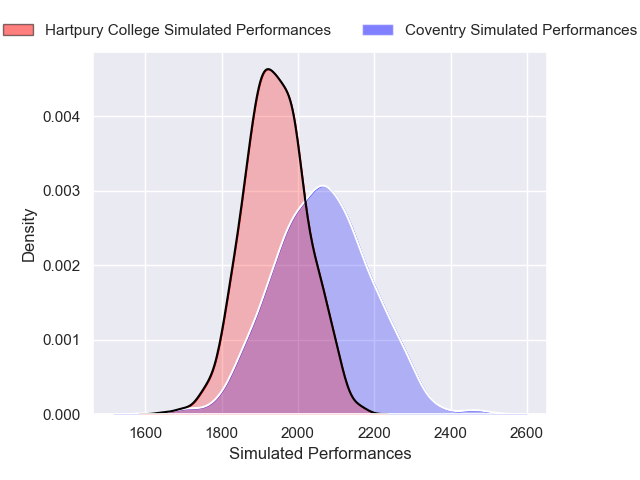 Hartpury College Simulated Performances Coventry Simulated Performances
0.004
0.003
0.002
0.001
0.000
Density
1600 1800 2000 2200 2400 2600
Simulated Performances